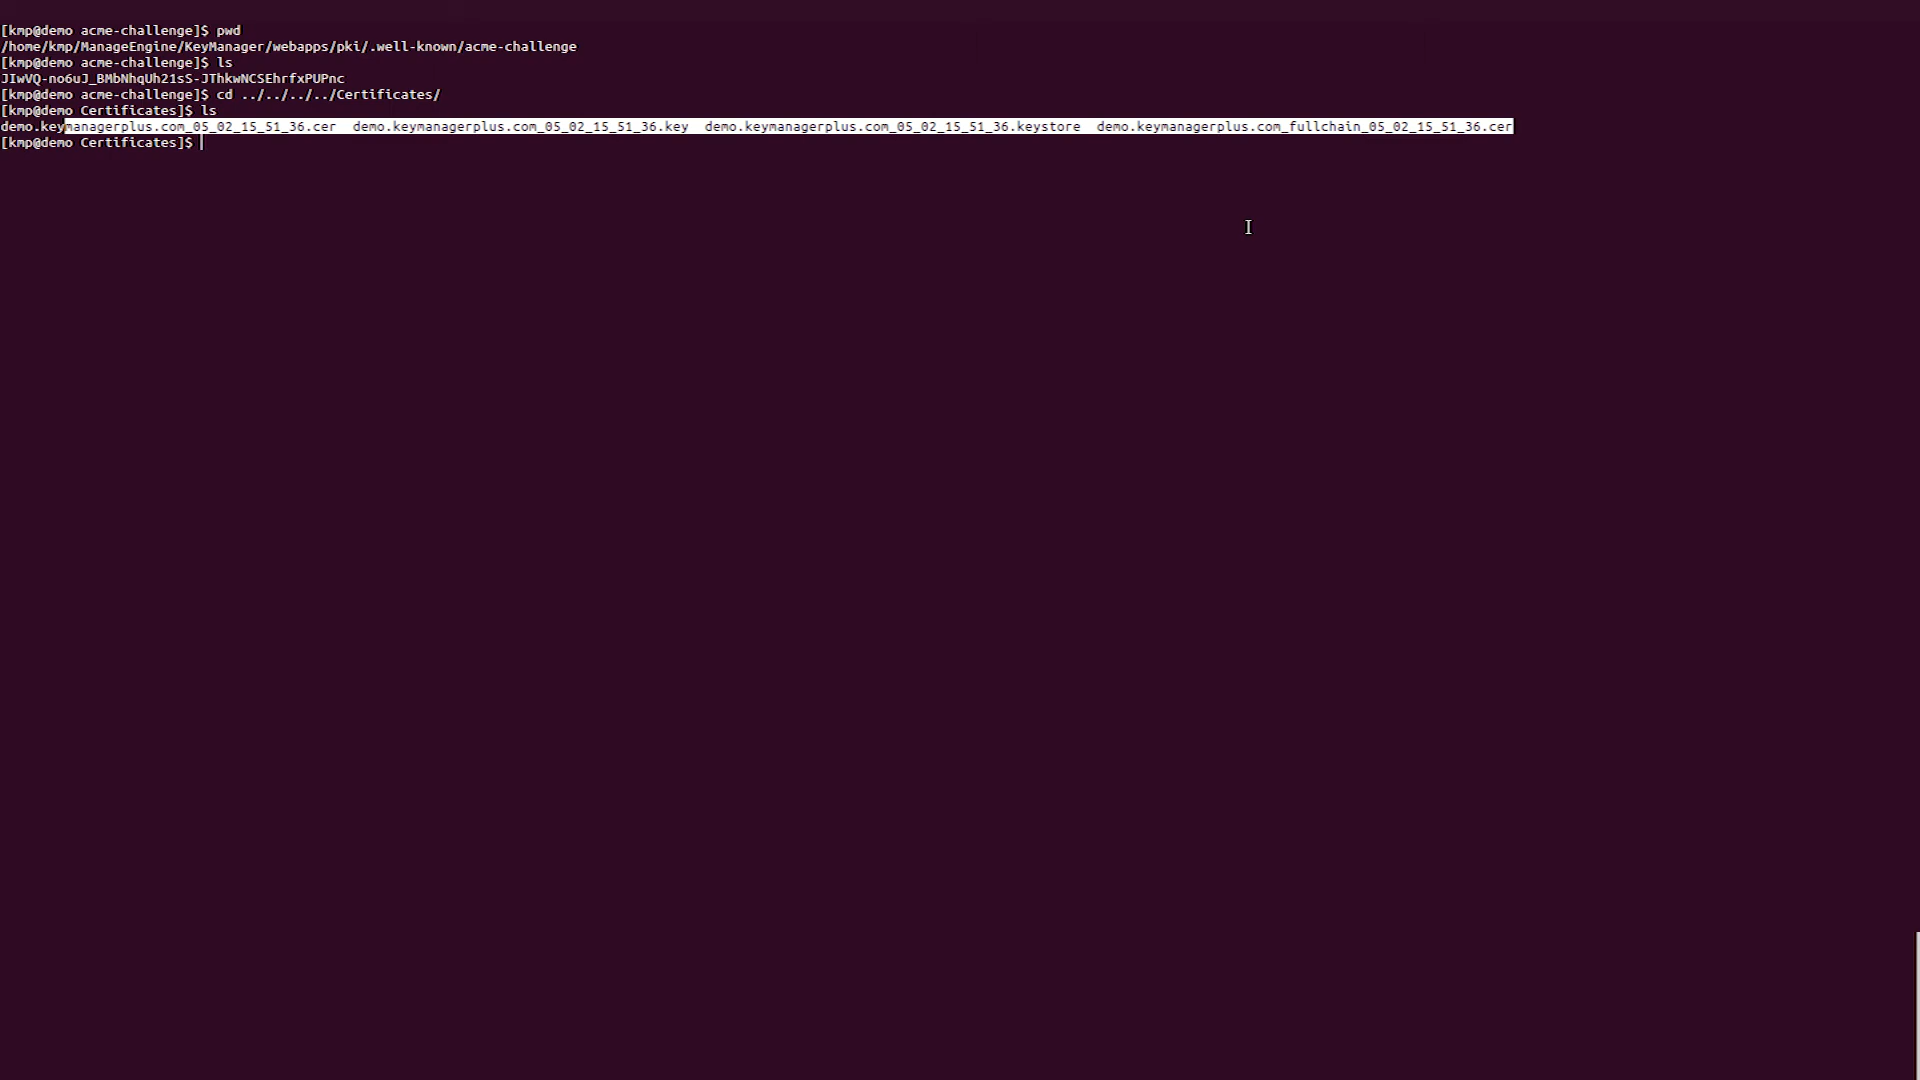 [kmp@demo acme-challenge]$ pwd
/home/kmp/ManageEngine/KeyManager/webapps/pki/.well-known/acme-challenge
[kmp@demo acme-challenge]$ ls
JIwVQ-no6uJ_BMbNhqUh21sS-JThkwNCSEhrfxPUPnc
[kmp@demo acme-challenge]$ cd ../../../../Certificates/
[kmp@demo Certificates]$ ls
demo.keymanagerplus.com_05_02_15_51_36.cer  demo.keymanagerplus.com_05_02_15_51_36.key  demo.keymanagerplus.com_05_02_15_51_36.keystore  demo.keymanagerplus.com_fullchain_05_02_15_51_36.cer
[kmp@demo Certificates]$